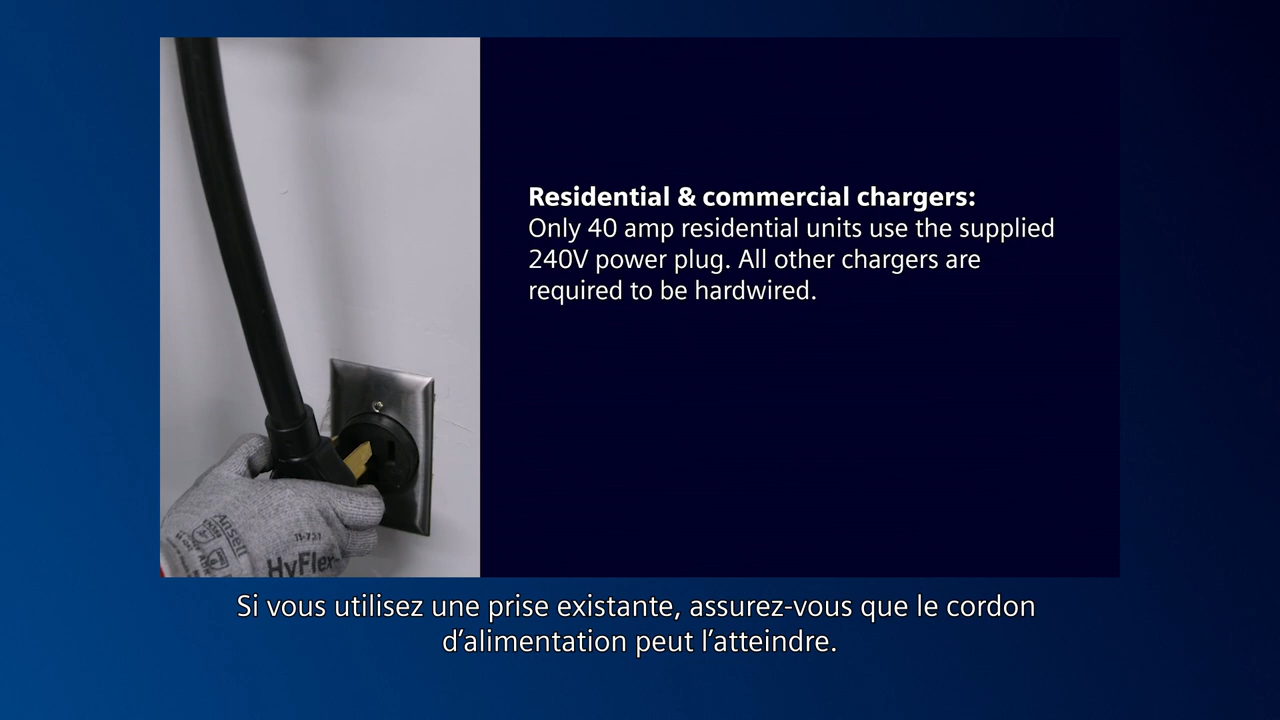 Residential & commercial chargers:
Only 40 amp residential units use the supplied
240V power plug. All other chargers are
required to be hardwired.
Ansell
11-731
HyFlex
Si vous utilisez une prise existante, assurez-vous que le cordon
d’alimentation peut l’atteindre.